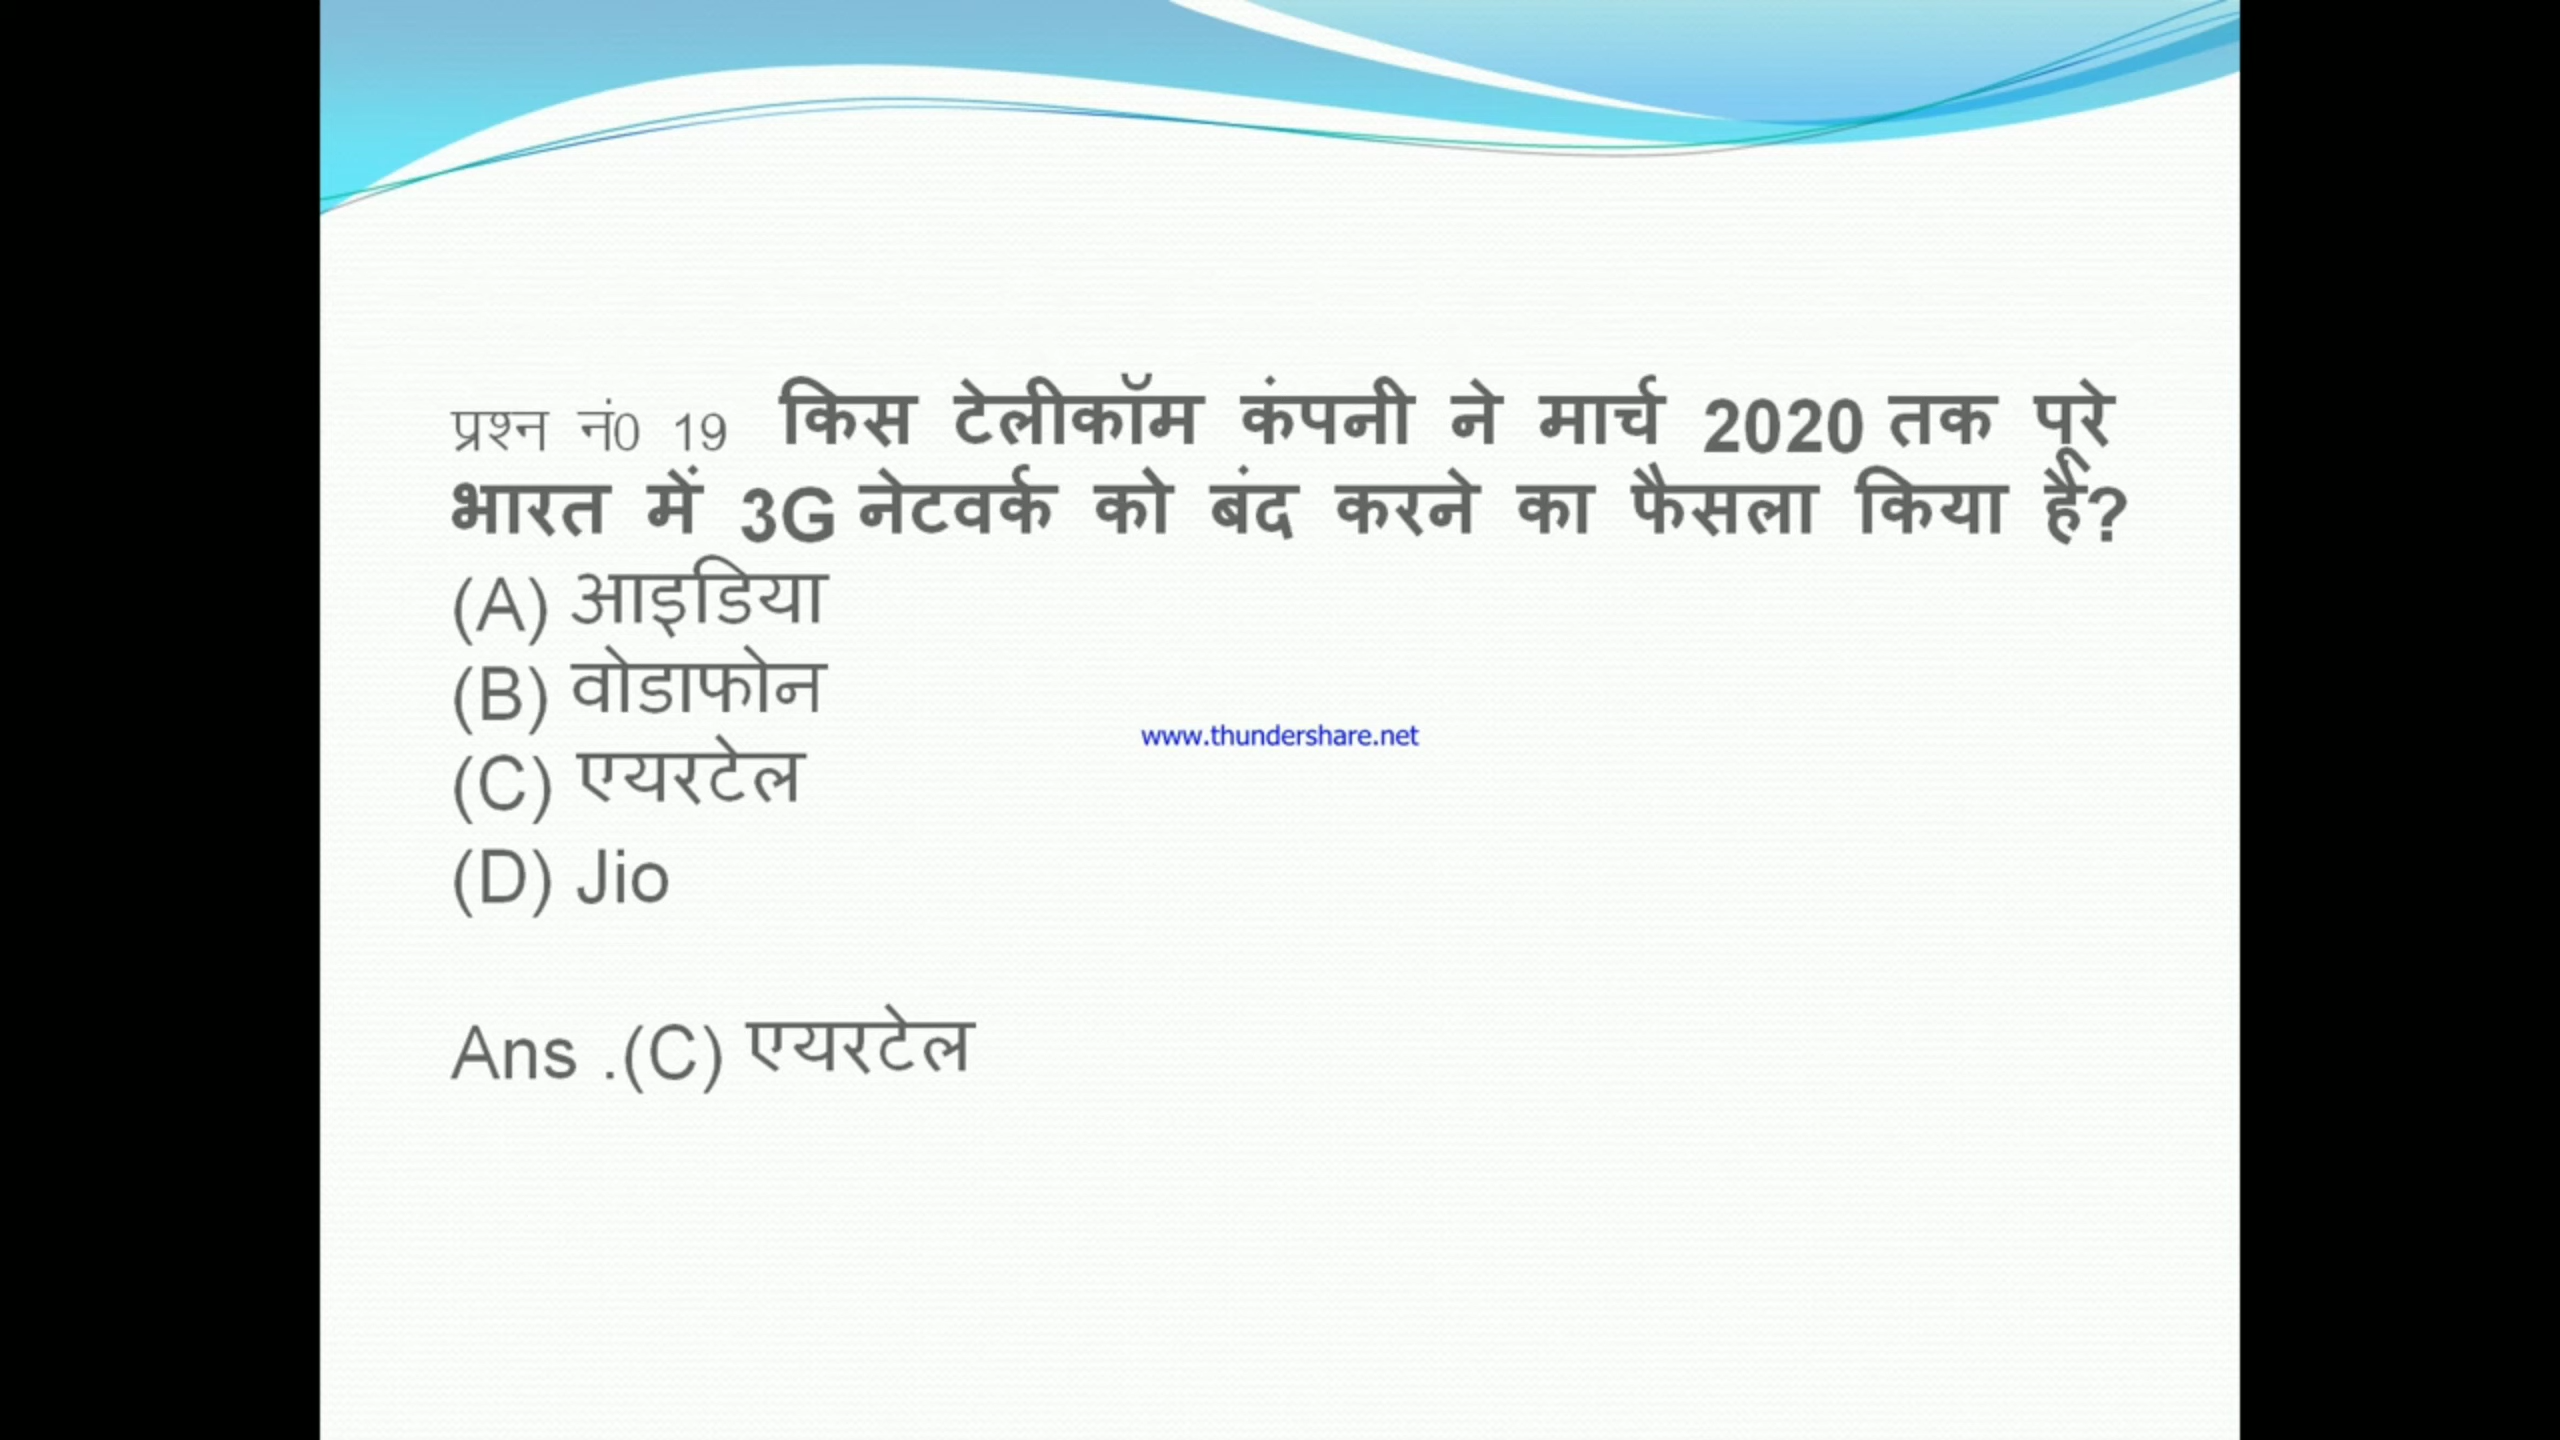 प्रश्न नं0 19 किस टेलीकॉम कंपनी ने मार्च 2020 तक पूरे
भारत में 3G नेटवर्क को बंद करने का फैसला किया है?
(A) आइडिया
(B) वोडाफोन
www.thundershare.net
(C) एयरटेल
(D) Jio
Ans .(C) एयरटेल